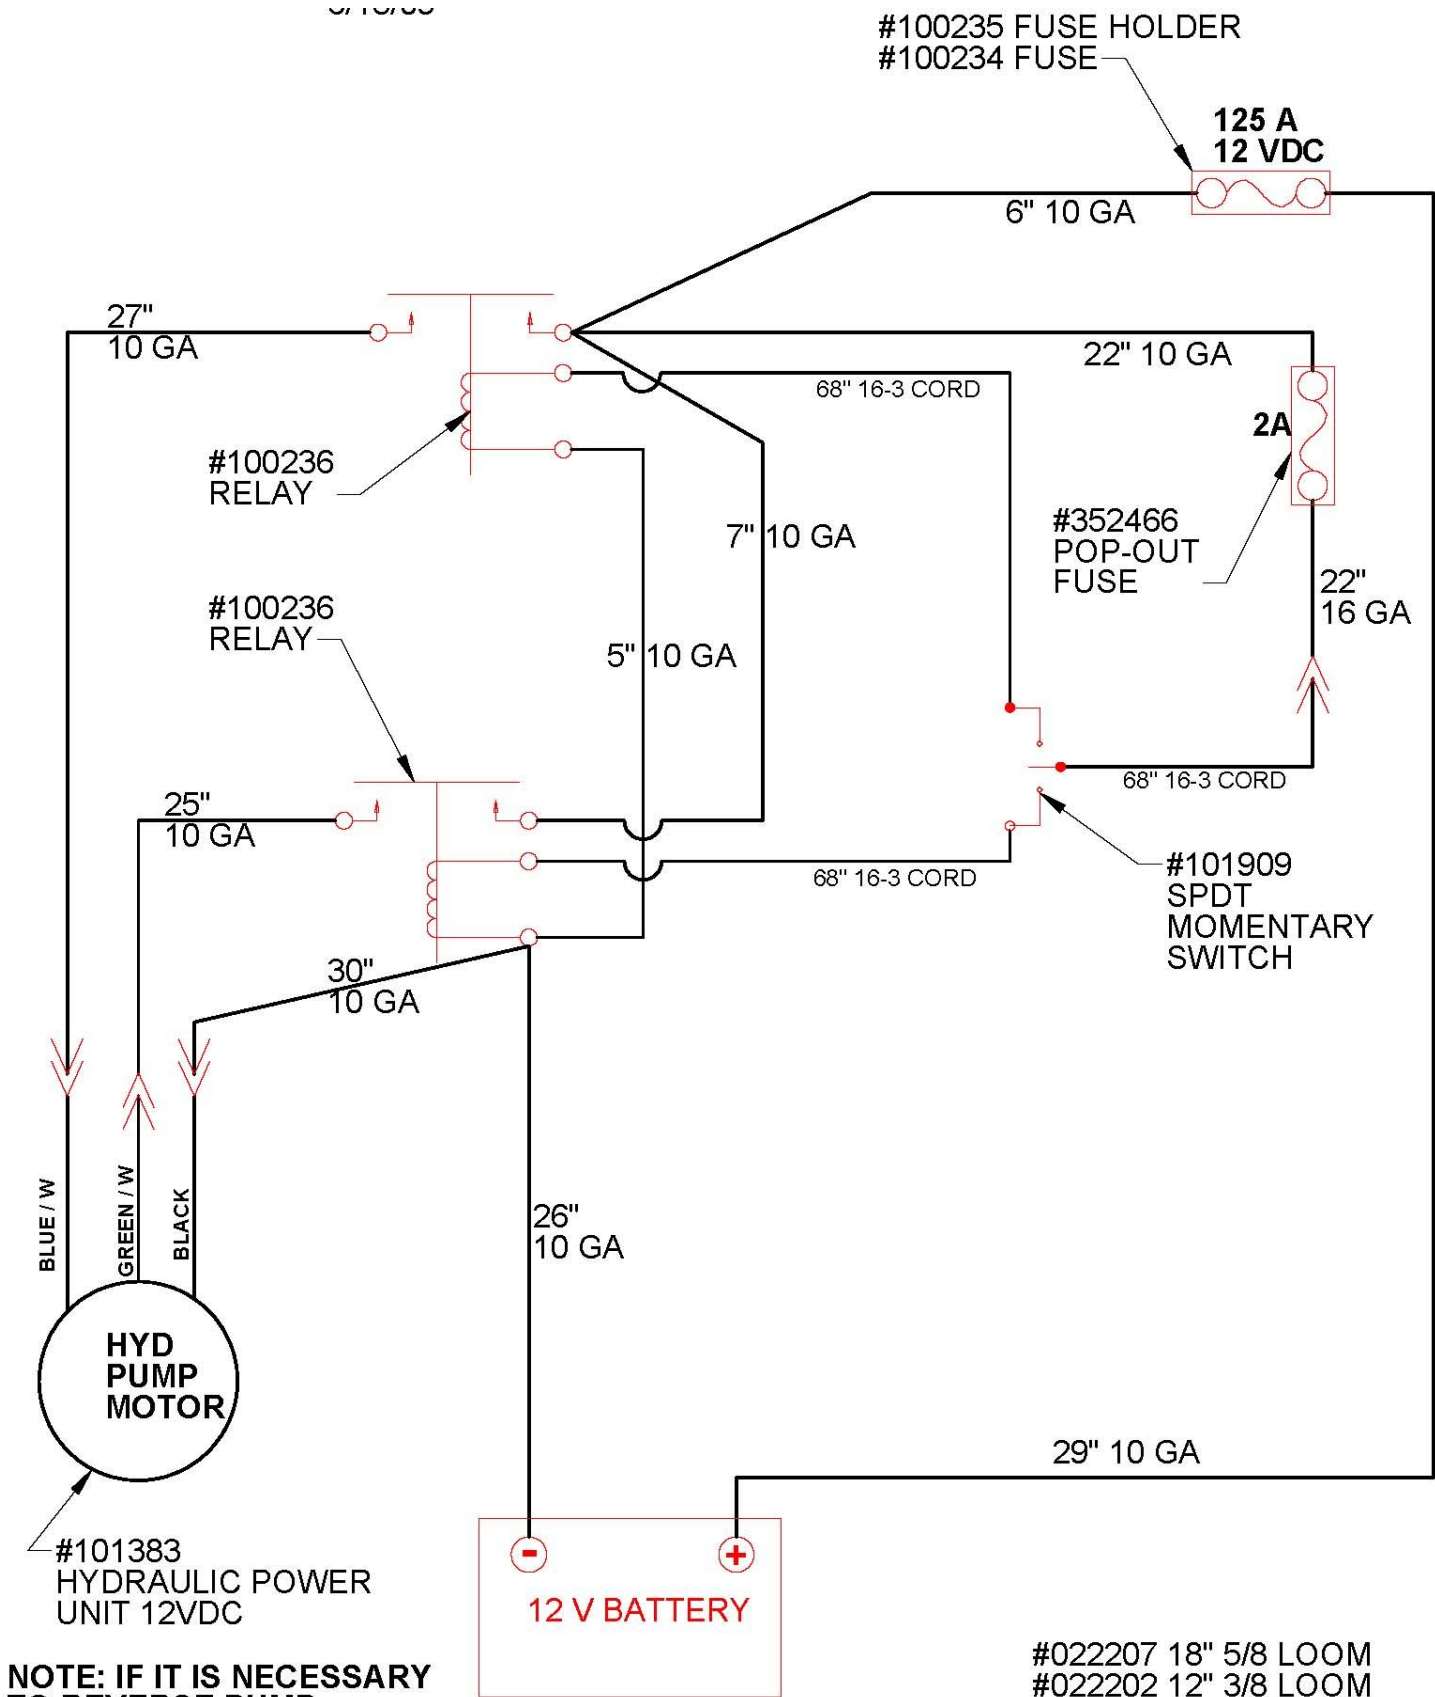 #100235 FUSE HOLDER
#100234 FUSE
125 A
12 VDC
6" 10 GA
27"
10 GA
22" 10 GA
68" 16-3 CORD
2A
#100236
RELAY
7" 10 GA
#352466
POP-OUT
FUSE
22"
16 GA
#100236
RELAY
5" 10 GA
68" 16-3 CORD
25"
10 GA
68" 16-3 CORD
#101909
SPDT
MOMENTARY
SWITCH
30"
10 GA
BLUE / W
GREEN / W
BLACK
26"
10 GA
HYD
PUMP
MOTOR
29" 10 GA
#101383
HYDRAULIC POWER
UNIT 12VDC
-
+
12 V BATTERY
NOTE: IF IT IS NECESSARY
TO REVERSE PUMP
#022207 18" 5/8 LOOM
#022202 12" 3/8 LOOM